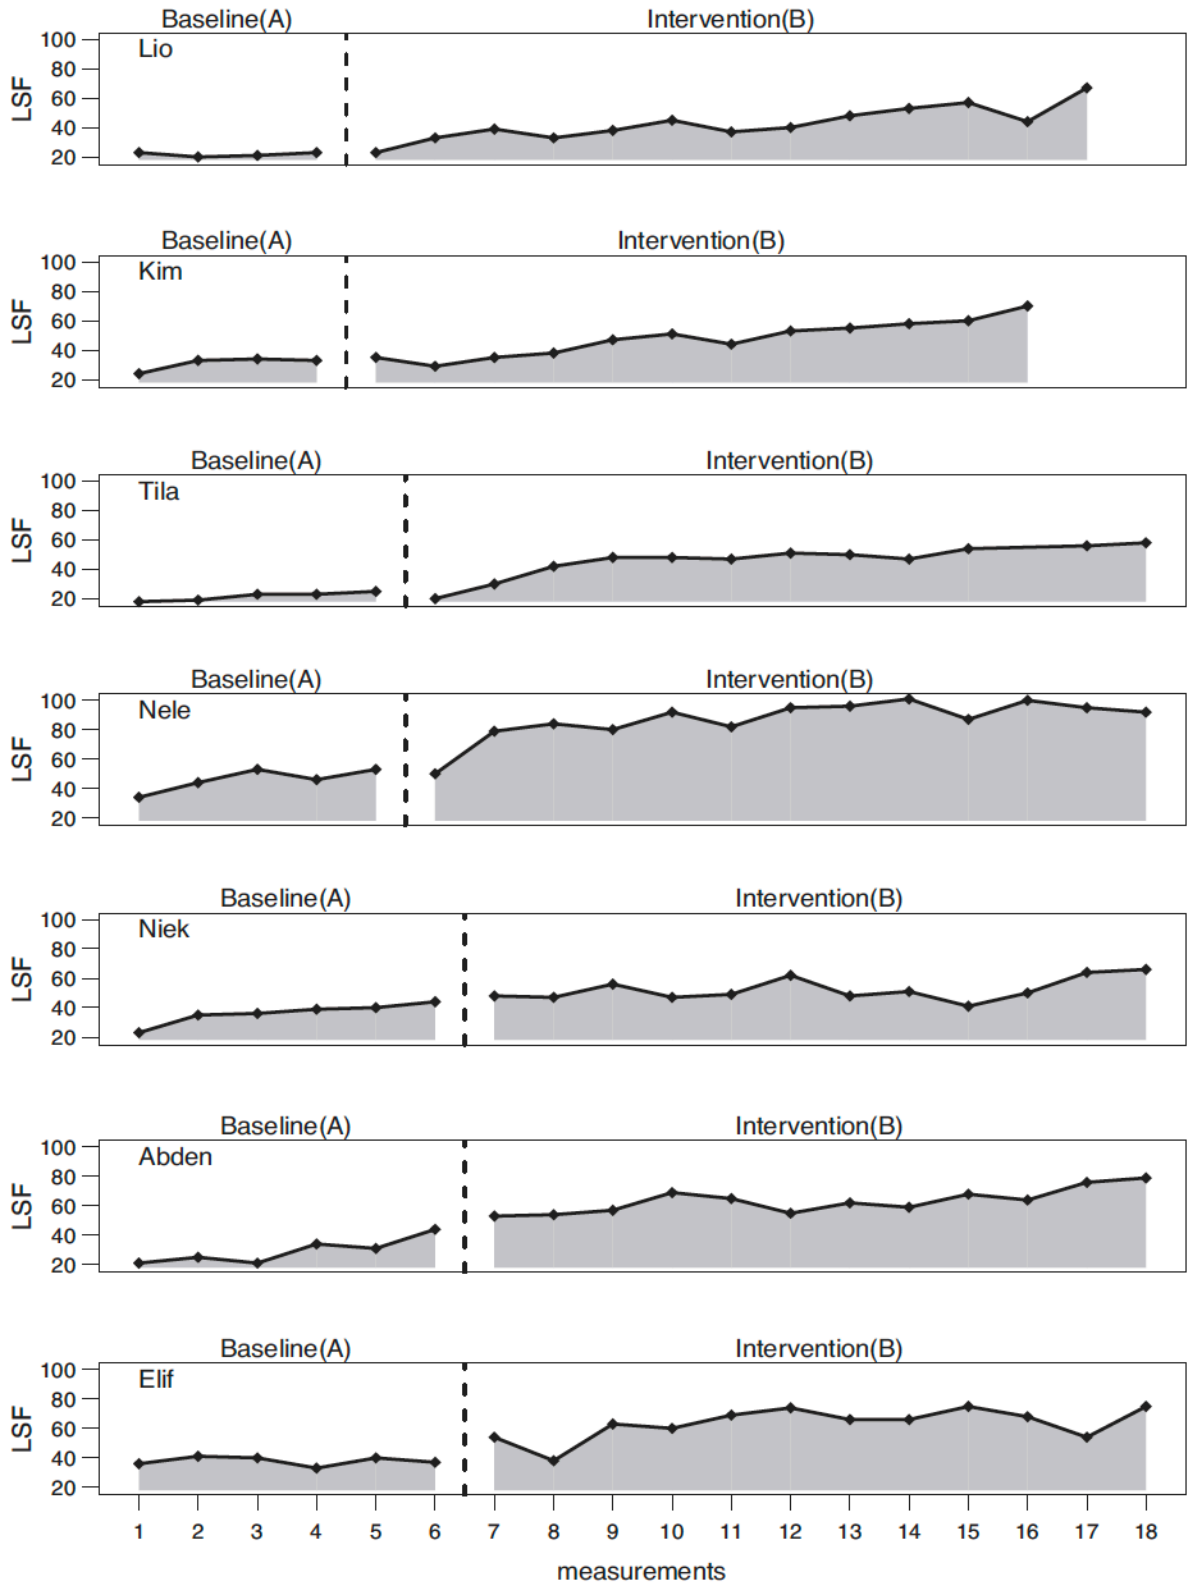 Baseline(A) Intervention(B)
Lio
LSF
100
80
60
40
20
Baseline(A) Intervention(B)
Kim
LSF
100
80
60
40
20
Baseline(A) Intervention(B)
Tila
LSF
100
80
60
40
20
Baseline(A) Intervention(B)
Nele
LSF
100
80
60
40
20
Baseline(A) Intervention(B)
Niek
LSF
100
80
60
40
20
Baseline(A) Intervention(B)
Abden
LSF
100
80
60
40
20
Baseline(A) Intervention(B)
Elif
LSF
100
80
60
40
20
1 2 3 4 5 6 7 8 9 10 11 12 13 14 15 16 17 18
measurements